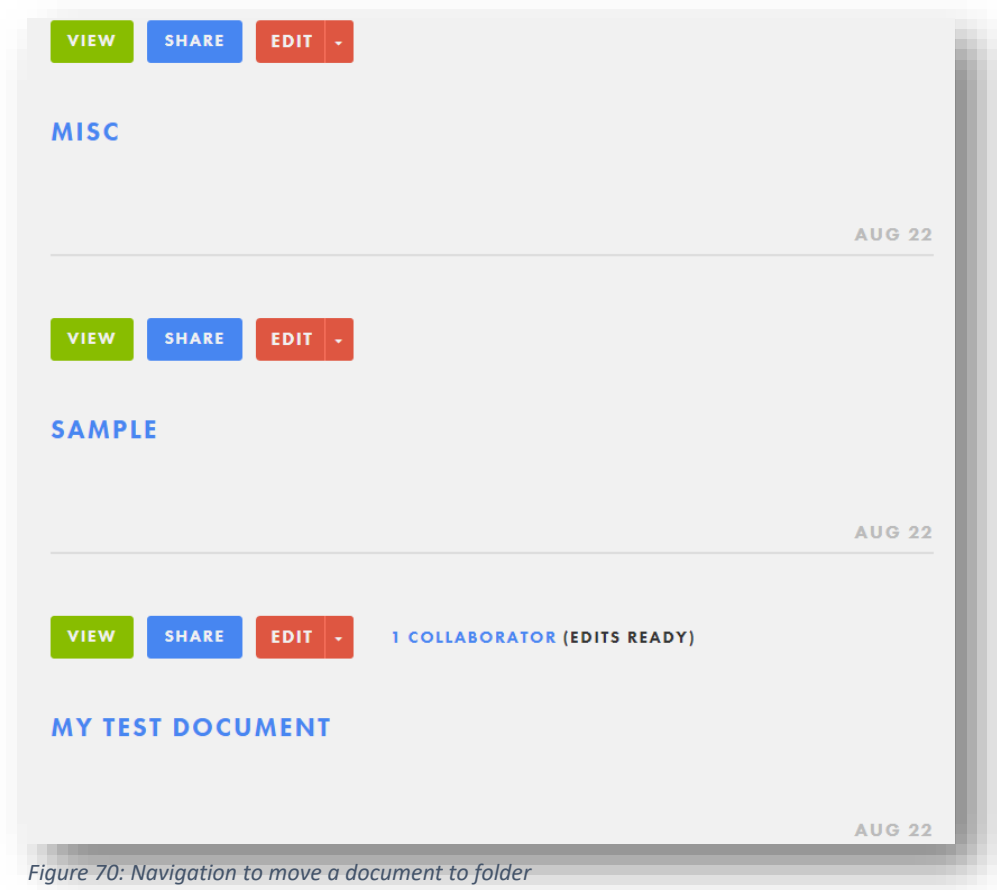 VIEW SHARE EDIT
MISC
AUG 22
VIEW SHARE EDIT
SAMPLE
AUG 22
VIEW SHARE EDIT 1 COLLABORATOR (EDITS READY)
MY TEST DOCUMENT
AUG 22
Figure 70: Navigation to move a document to folder